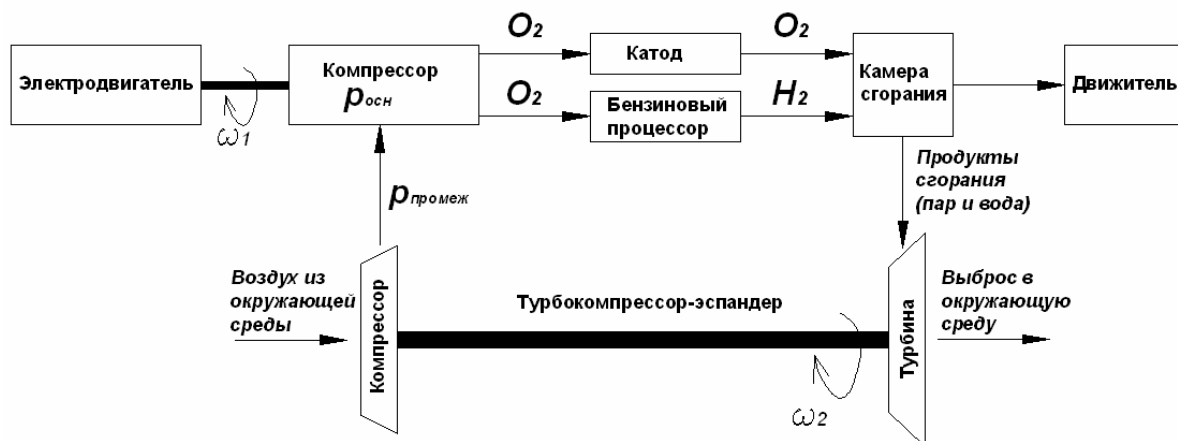 Электродвигатель
ω1
Компрессор
pосн
O2
O2
Катод
Бензиновый
процессор
O2
H2
Камера
сгорания
Движитель
Продукты
сгорания
(пар и вода)
pпромеж
Воздух из
окружающей
среды
Компрессор
Турбокомпрессор-эспандер
ω2
Турбина
Выброс в
окружающую
среду